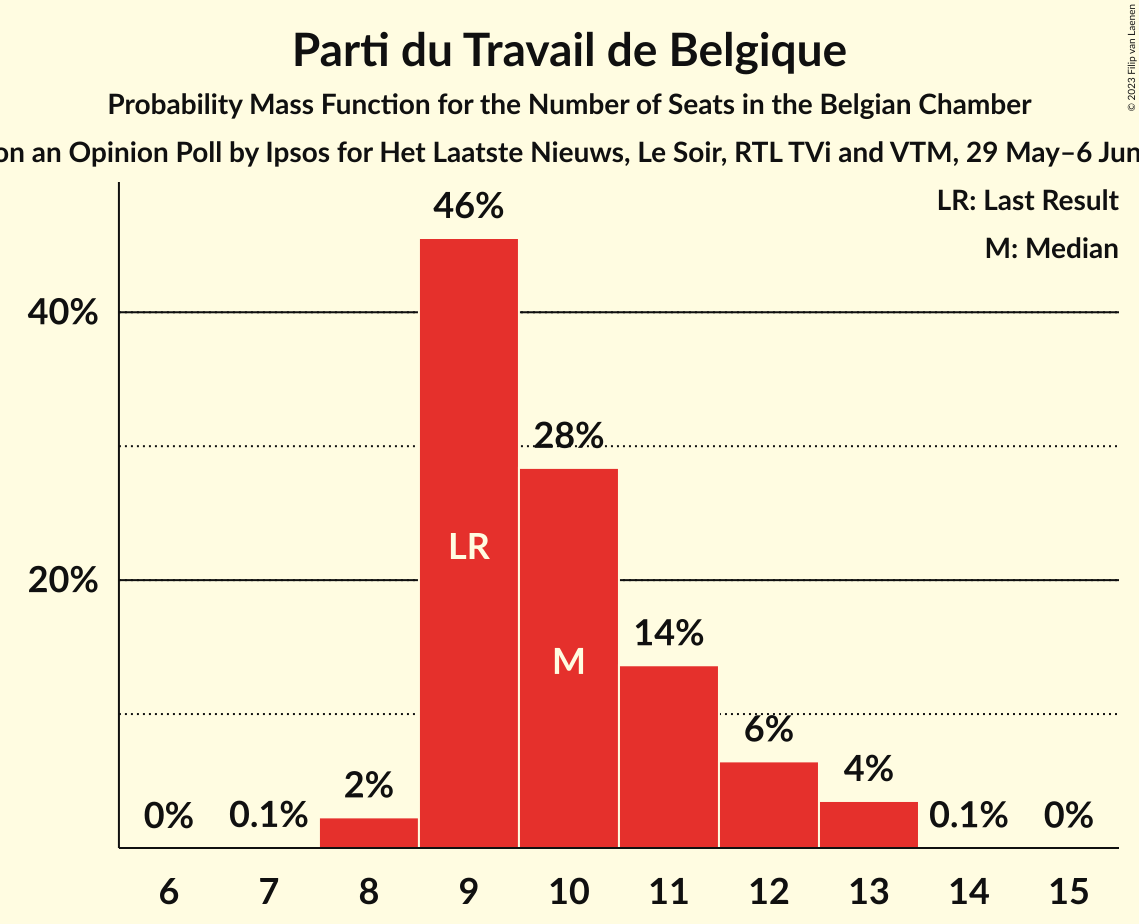 Parti du Travail de Belgique
Probability Mass Function for the Number of Seats in the Belgian Chamber
on an Opinion Poll by Ipsos for Het Laatste Nieuws, Le Soir, RTL TVi and VTM, 29 May–6 Jun
© 2023 Filip van Laenen
LR: Last Result
M: Median
40%
20%
0%
0.1%
2%
46%
28%
14%
6%
4%
0.1%
0%
LR
M
6 7 8 9 10 11 12 13 14 15